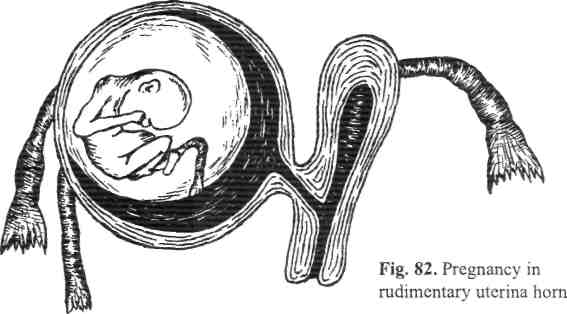 Fig. 82. Pregnancy in
rudimentary uterina horn